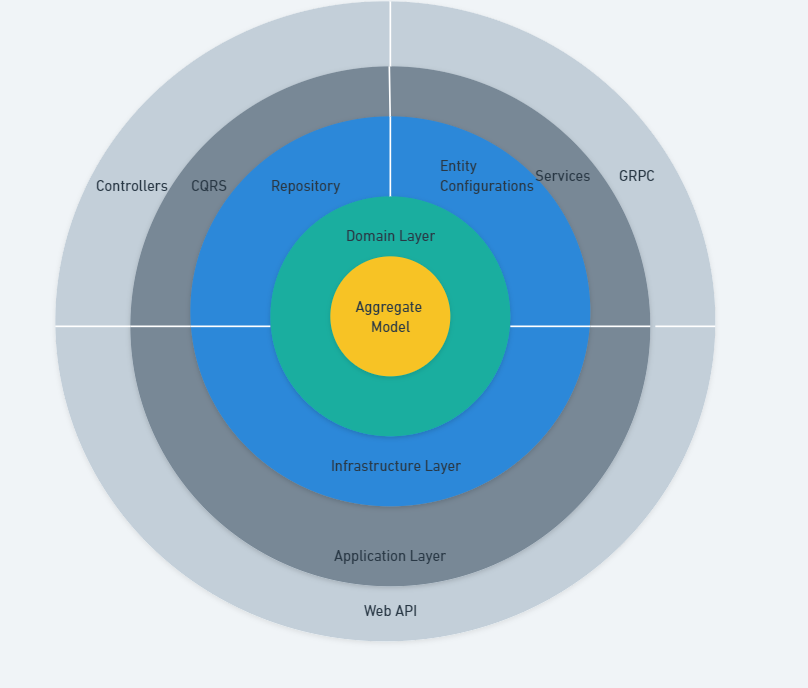 Controllers
CQRS
Repository
Entity
Configurations
Services
GRPC
Domain Layer
Aggregate
Model
Infrastructure Layer
Application Layer
Web API